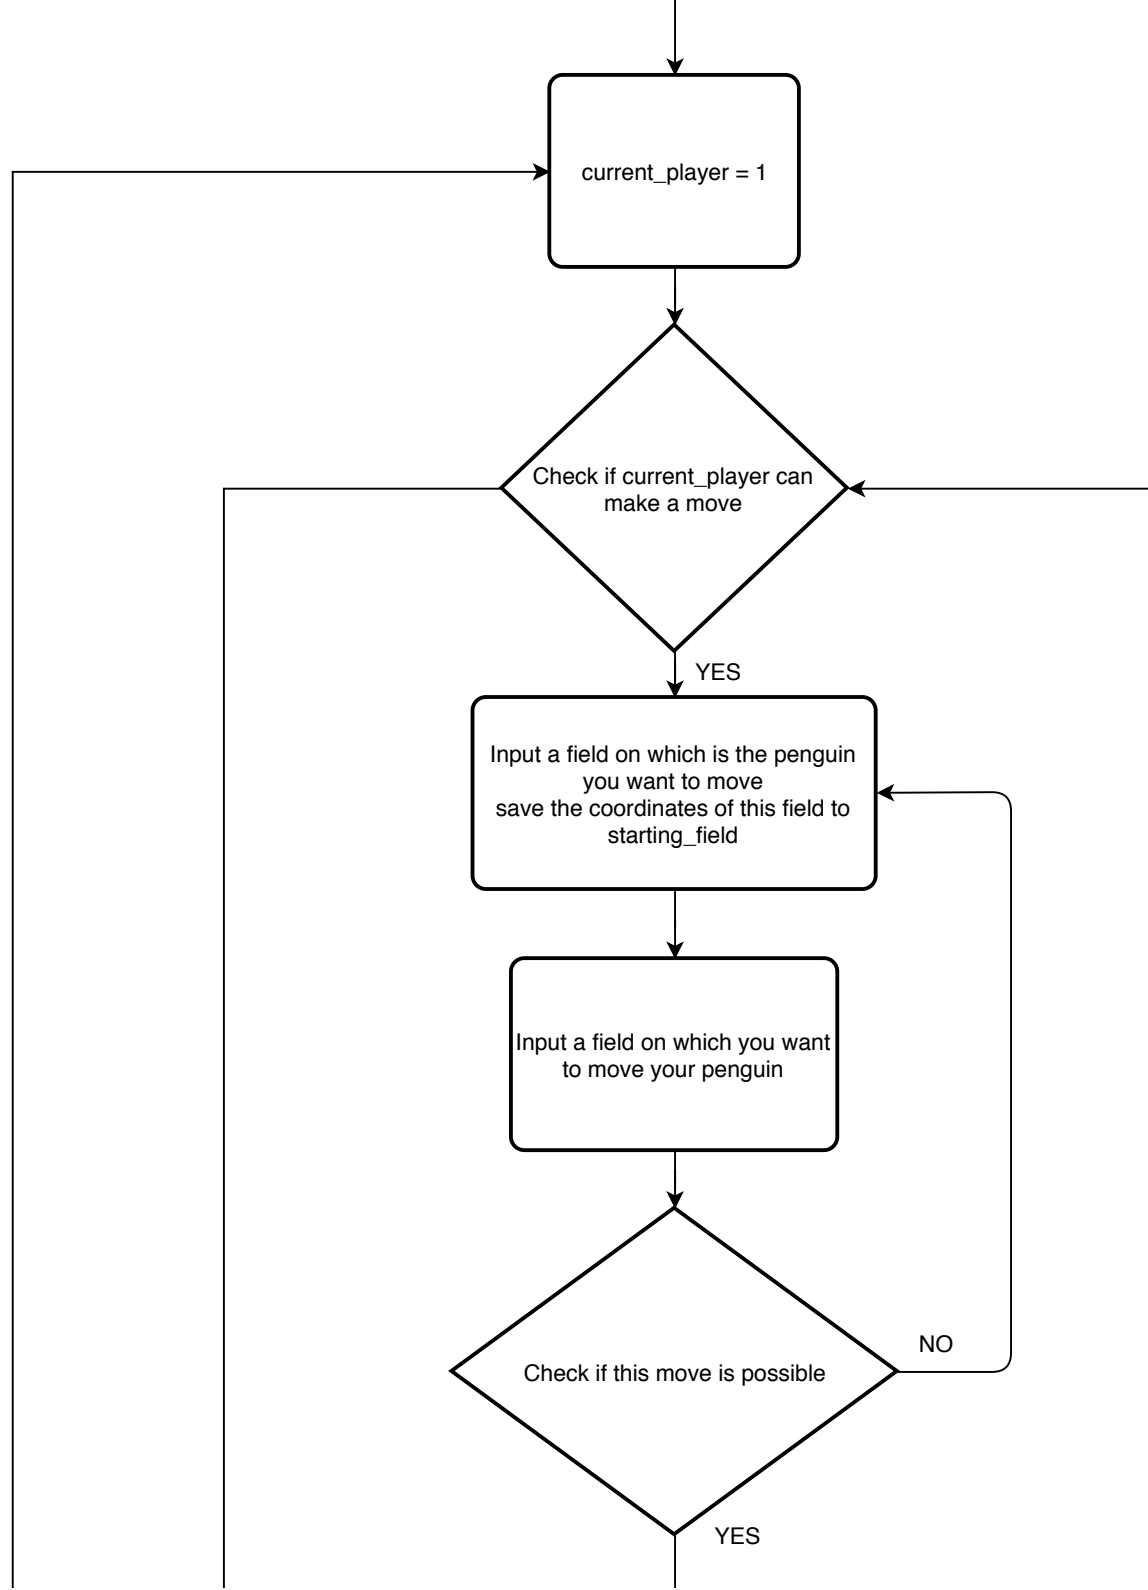 current_player = 1
Check if current_player can
make a move
YES
Input a field on which is the penguin
you want to move
save the coordinates of this field to
starting_field
Input a field on which you want
to move your penguin
Check if this move is possible
NO
YES